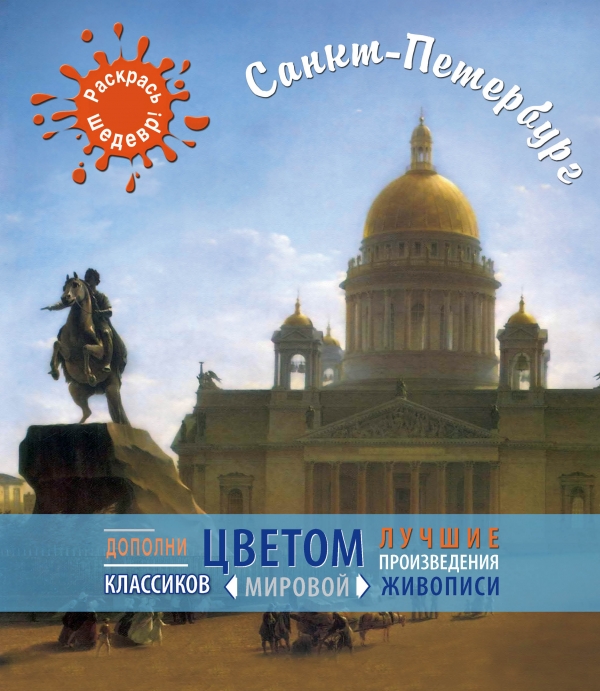 Раскрась
Шедевр!
Санкт-Петербург
ДОПОЛНИ ЦВЕТОМ ЛУЧШИЕ
ПРОИЗВЕДЕНИЯ
КЛАССИКОВ МИРОВОЙ ЖИВОПИСИ